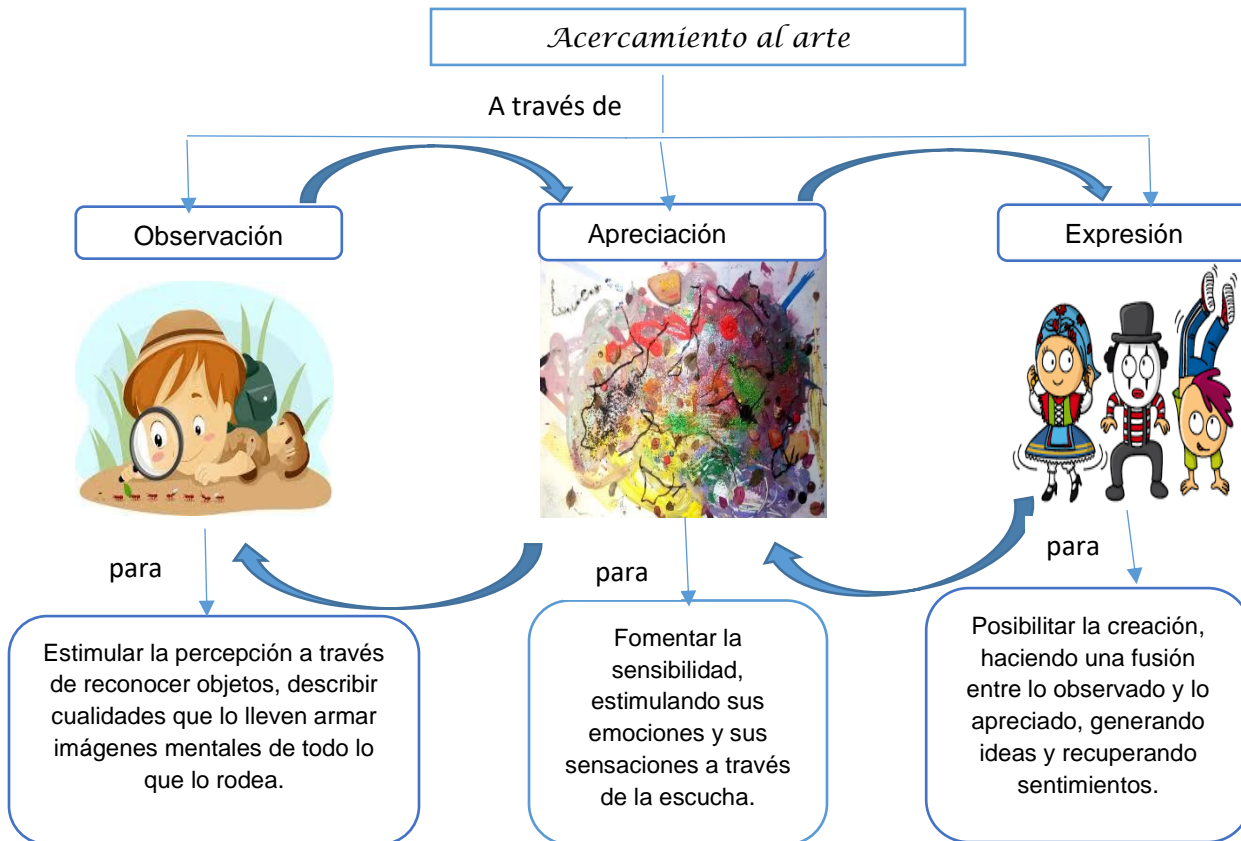 Acercamiento al arte
A través de
Observación
Apreciación
Expresión
para
para
para
Estimular la percepción a través
de reconocer objetos, describir
cualidades que lo lleven armar
imágenes mentales de todo lo
que lo rodea.
Fomentar la
sensibilidad,
estimulando sus
emociones y sus
sensaciones a través
de la escucha.
Posibilitar la creación,
haciendo una fusión
entre lo observado y lo
apreciado, generando
ideas y recuperando
sentimientos.